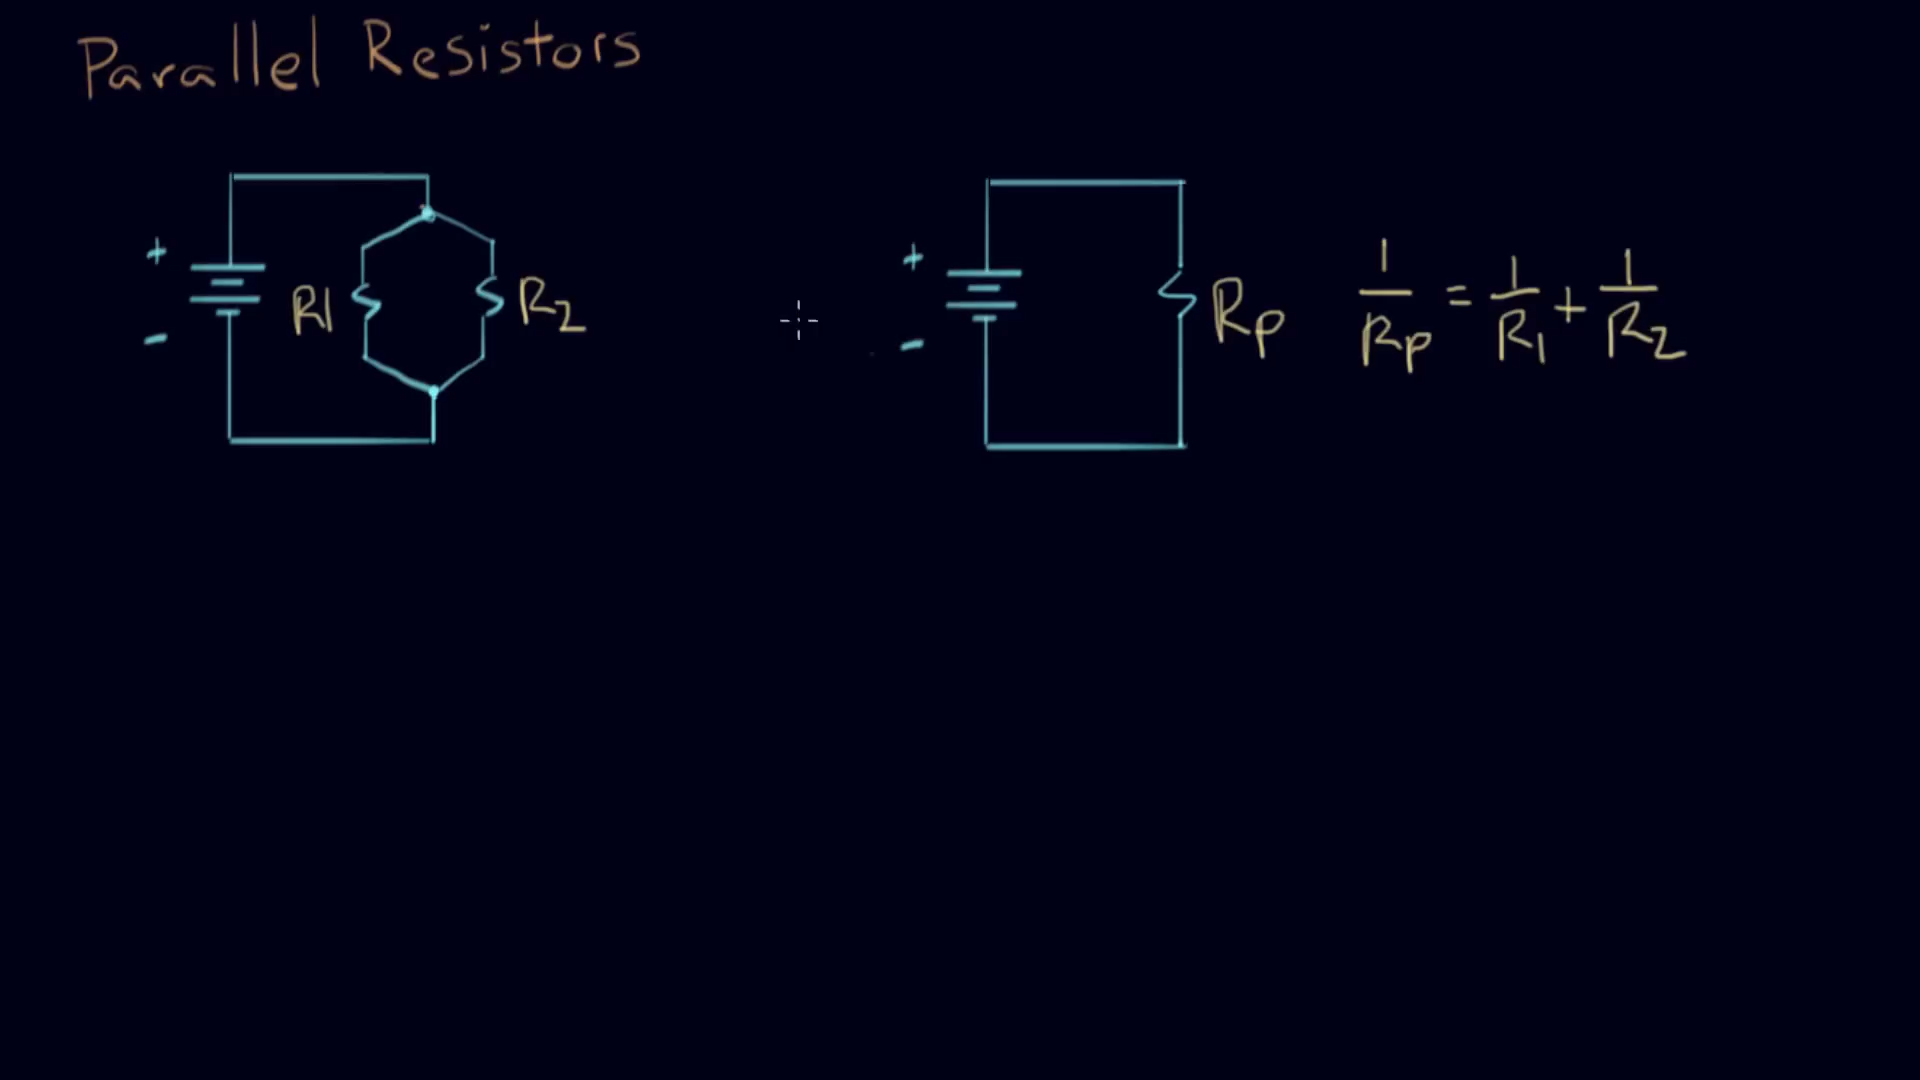 Parallel Resistors
+
-
R1
R2
+
-
Rp
1/Rp = 1/R1 + 1/R2